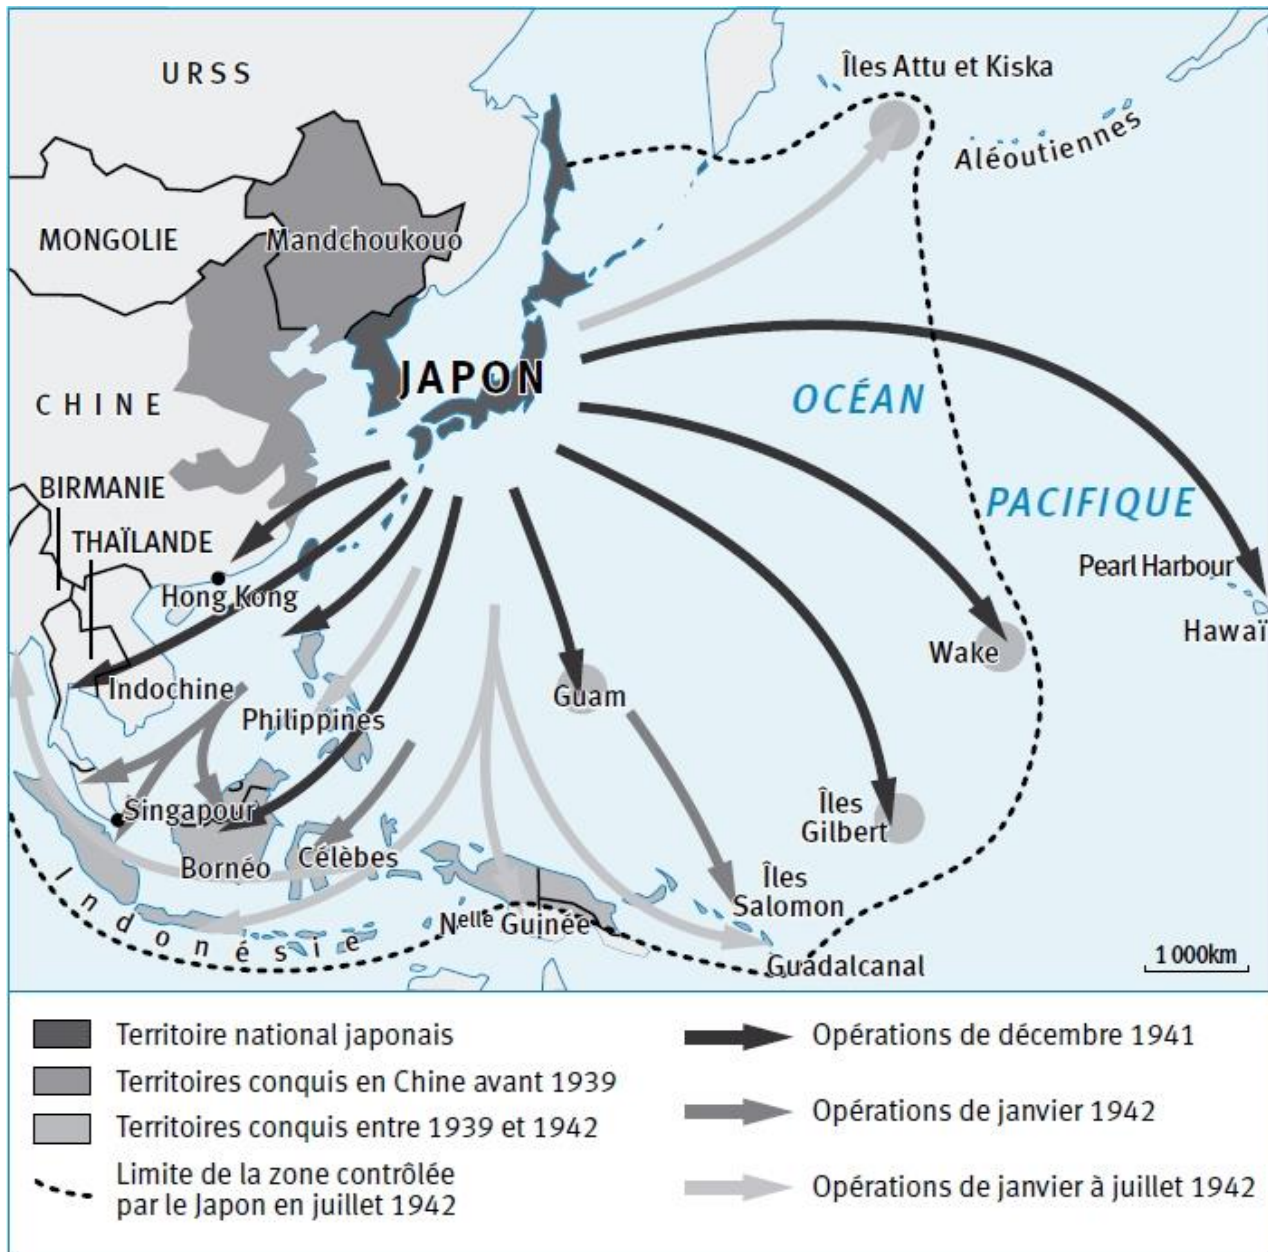 URSS
Îles Attu et Kiska
Aléoutiennes
MONGOLIE
Mandchoukouo
JAPON
CHINE
OCÉAN
PACIFIQUE
BIRMANIE
THAÏLANDE
Pearl Harbour
Hong Kong
Hawaï
Wake
Indochine
Guam
Philippines
Singapour
Îles
Gilbert
Bornéo
Célèbes
Îles
Salomon
Indonésie
Nelle Guinée
Guadalcanal
1 000km
Territoire national japonais
Territoires conquis en Chine avant 1939
Territoires conquis entre 1939 et 1942
Limite de la zone contrôlée
par le Japon en juillet 1942
Opérations de décembre 1941
Opérations de janvier 1942
Opérations de janvier à juillet 1942